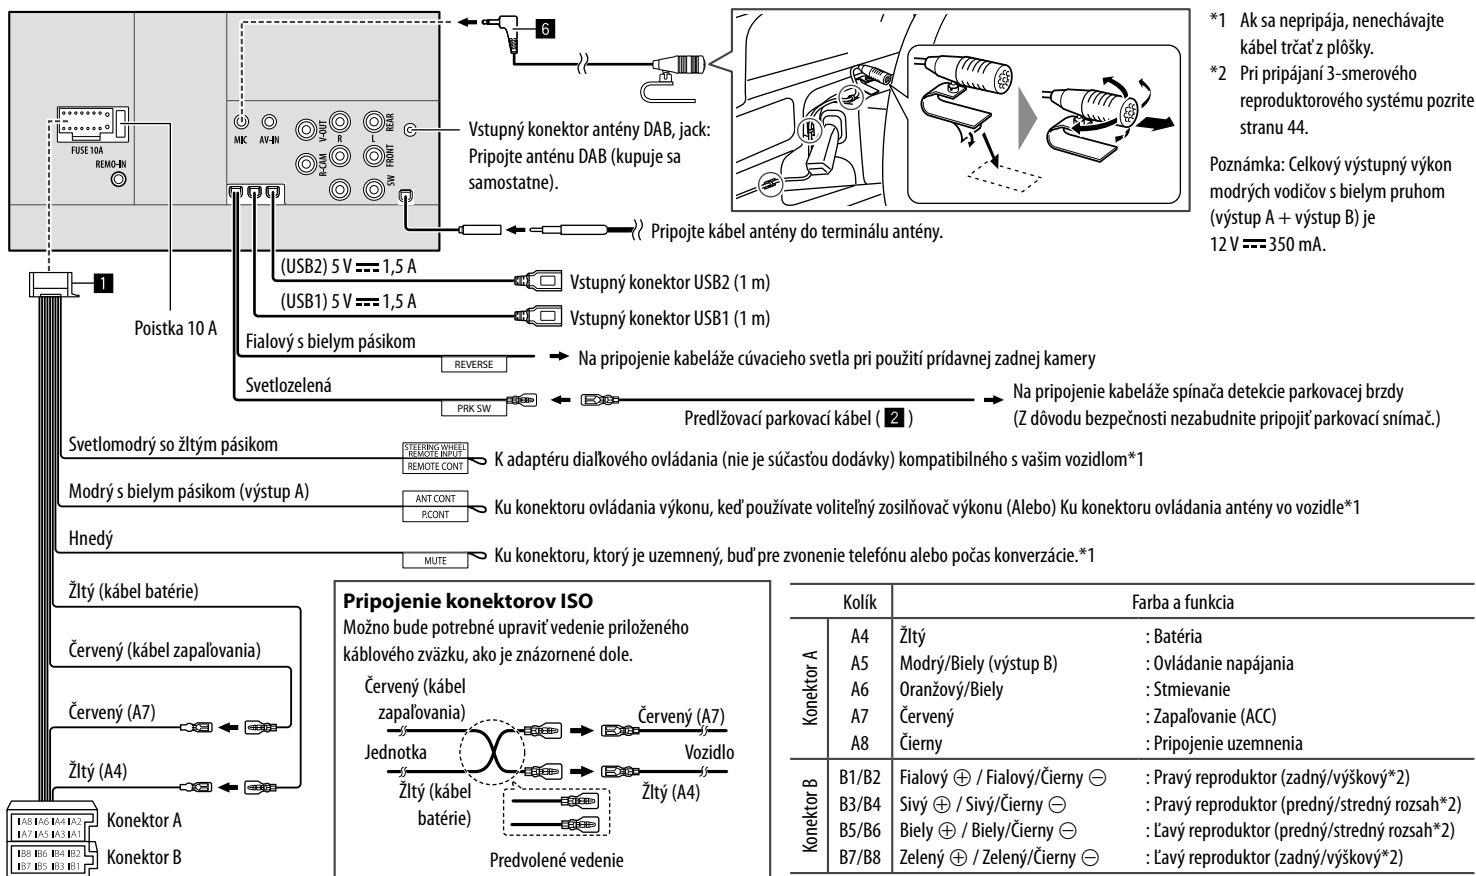 *1 Ak sa nepripája, nenechávajte
kábel trčať z plôšky.
*2 Pri pripájaní 3-smerového
reproduktorového systému pozrite
stranu 44.
Poznámka: Celkový výstupný výkon
modrých vodičov s bielym pruhom
(výstup A + výstup B) je
12 V 350 mA.
6
FUSE 10A
REMO-IN
MIC
AV-IN
V-OUT
R-CAM
R
L
REAR
FRONT
SW
Vstupný konektor antény DAB, jack:
Pripojte anténu DAB (kupuje sa
samostatne).
Pripojte kábel antény do terminálu antény.
1
Poistka 10 A
(USB2) 5 V 1,5 A
Vstupný konektor USB2 (1 m)
(USB1) 5 V 1,5 A
Vstupný konektor USB1 (1 m)
Fialový s bielym pásikom
REVERSE
Na pripojenie kabeláže cúvacieho svetla pri použití prídavnej zadnej kamery
Svetlozelená
PRK SW
Predlžovací parkovací kábel ( 2 )
Na pripojenie kabeláže spínača detekcie parkovacej brzdy
(Z dôvodu bezpečnosti nezabudnite pripojiť parkovací snímač.)
Svetlomodrý so žltým pásikom
STEERING WHEEL
REMOTE INPUT
REMOTE CONT
K adaptéru diaľkového ovládania (nie je súčasťou dodávky) kompatibilného s vašim vozidlom*1
Modrý s bielym pásikom (výstup A)
ANT CONT
P.CONT
Ku konektoru ovládania výkonu, keď používate voliteľný zosilňovač výkonu (Alebo) Ku konektoru ovládania antény vo vozidle*1
Hnedý
MUTE
Ku konektoru, ktorý je uzemnený, buď pre zvonenie telefónu alebo počas konverzácie.*1
Žltý (kábel batérie)
Červený (kábel zapaľovania)
Červený (A7)
Žltý (A4)
A8 A6 A4 A2
A7 A5 A3 A1
Konektor A
B8 B6 B4 B2
B7 B5 B3 B1
Konektor B
Pripojenie konektorov ISO
Možno bude potrebné upraviť vedenie priloženého
káblového zväzku, ako je znázornené dole.
Červený (kábel
zapaľovania)
Červený (A7)
Jednotka
Vozidlo
Žltý (kábel
batérie)
Žltý (A4)
Predvolené vedenie
Kolík Farba a funkcia
Konektor A
A4 Žltý : Batéria
A5 Modrý/Biely (výstup B) : Ovládanie napájania
A6 Oranžový/Biely : Stmievanie
A7 Červený : Zapaľovanie (ACC)
A8 Čierny : Pripojenie uzemnenia
Konektor B
B1/B2 Fialový ⊕ / Fialový/Čierny ⊖ : Pravý reproduktor (zadný/výškový*2)
B3/B4 Sivý ⊕ / Sivý/Čierny ⊖ : Pravý reproduktor (predný/stredný rozsah*2)
B5/B6 Biely ⊕ / Biely/Čierny ⊖ : Ľavý reproduktor (predný/stredný rozsah*2)
B7/B8 Zelený ⊕ / Zelený/Čierny ⊖ : Ľavý reproduktor (zadný/výškový*2)